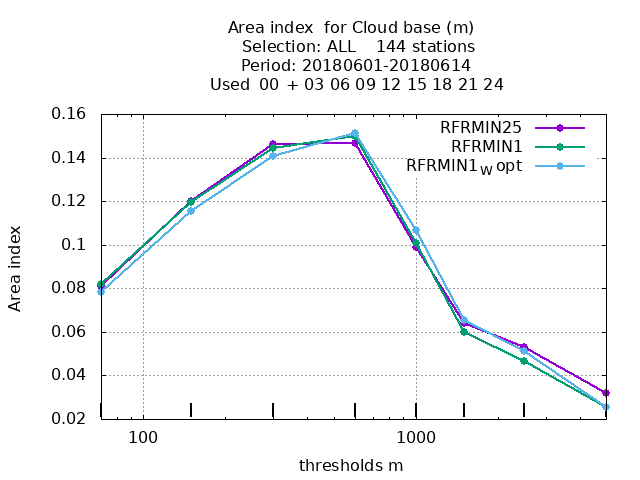 Area index  for Cloud base (m)
Selection: ALL    144 stations
Period: 20180601-20180614
Used  00 + 03 06 09 12 15 18 21 24
0.16
0.14
0.12
0.1
0.08
0.06
0.04
0.02
Area index
RFRMIN25
RFRMIN1
RFRMIN1_W opt
100
1000
thresholds m